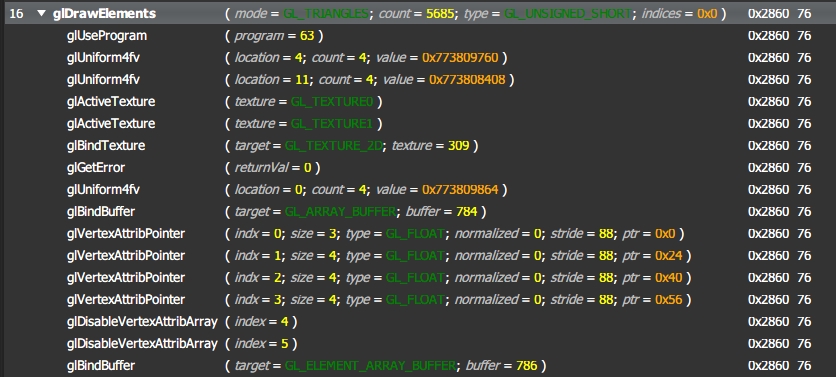 16 ▼ glDrawElements ( mode = GL_TRIANGLES; count = 5685; type = GL_UNSIGNED_SHORT; indices = 0x0 ) 0x2860 76
glUseProgram ( program = 63 ) 0x2860 76
glUniform4fv ( location = 4; count = 4; value = 0x773809760 ) 0x2860 76
glUniform4fv ( location = 11; count = 4; value = 0x773808408 ) 0x2860 76
glActiveTexture ( texture = GL_TEXTURE0 ) 0x2860 76
glActiveTexture ( texture = GL_TEXTURE1 ) 0x2860 76
glBindTexture ( target = GL_TEXTURE_2D; texture = 309 ) 0x2860 76
glGetError ( returnVal = 0 ) 0x2860 76
glUniform4fv ( location = 0; count = 4; value = 0x773809864 ) 0x2860 76
glBindBuffer ( target = GL_ARRAY_BUFFER; buffer = 784 ) 0x2860 76
glVertexAttribPointer ( indx = 0; size = 3; type = GL_FLOAT; normalized = 0; stride = 88; ptr = 0x0 ) 0x2860 76
glVertexAttribPointer ( indx = 1; size = 4; type = GL_FLOAT; normalized = 0; stride = 88; ptr = 0x24 ) 0x2860 76
glVertexAttribPointer ( indx = 2; size = 4; type = GL_FLOAT; normalized = 0; stride = 88; ptr = 0x40 ) 0x2860 76
glVertexAttribPointer ( indx = 3; size = 4; type = GL_FLOAT; normalized = 0; stride = 88; ptr = 0x56 ) 0x2860 76
glDisableVertexAttribArray ( index = 4 ) 0x2860 76
glDisableVertexAttribArray ( index = 5 ) 0x2860 76
glBindBuffer ( target = GL_ELEMENT_ARRAY_BUFFER; buffer = 786 ) 0x2860 76